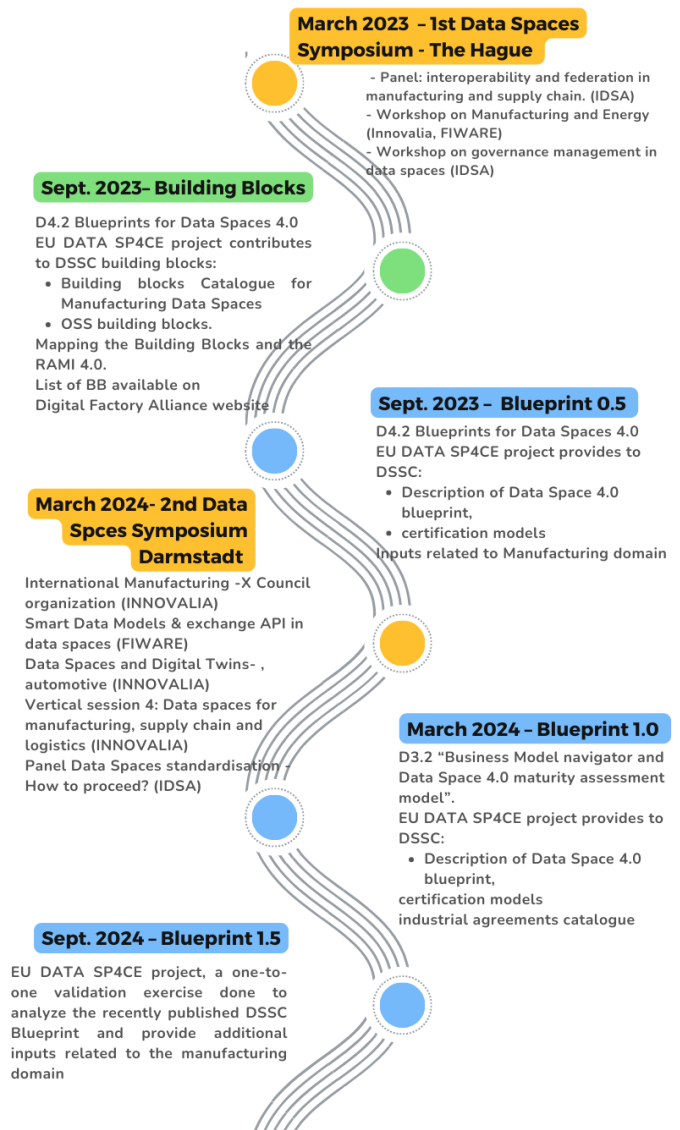 March 2023 – 1st Data Spaces
Symposium - The Hague
- Panel: interoperability and federation in
manufacturing and supply chain. (IDSA)
- Workshop on Manufacturing and Energy
(Innovalia, FIWARE)
- Workshop on governance management in
data spaces (IDSA)
Sept. 2023– Building Blocks
D4.2 Blueprints for Data Spaces 4.0
EU DATA SP4CE project contributes
to DSSC building blocks:
• Building blocks Catalogue for
Manufacturing Data Spaces
• OSS building blocks.
Mapping the Building Blocks and the
RAMI 4.0.
List of BB available on
Digital Factory Alliance website
Sept. 2023 – Blueprint 0.5
D4.2 Blueprints for Data Spaces 4.0
EU DATA SP4CE project provides to
DSSC:
• Description of Data Space 4.0
blueprint,
• certification models
Inputs related to Manufacturing domain
March 2024- 2nd Data
Spces Symposium
Darmstadt
International Manufacturing -X Council
organization (INNOVALIA)
Smart Data Models & exchange API in
data spaces (FIWARE)
Data Spaces and Digital Twins- ,
automotive (INNOVALIA)
Vertical session 4: Data spaces for
manufacturing, supply chain and
logistics (INNOVALIA)
Panel Data Spaces standardisation -
How to proceed? (IDSA)
March 2024 – Blueprint 1.0
D3.2 “Business Model navigator and
Data Space 4.0 maturity assessment
model”.
EU DATA SP4CE project provides to
DSSC:
• Description of Data Space 4.0
blueprint,
certification models
industrial agreements catalogue
Sept. 2024 – Blueprint 1.5
EU DATA SP4CE project, a one-to-
one validation exercise done to
analyze the recently published DSSC
Blueprint and provide additional
inputs related to the manufacturing
domain